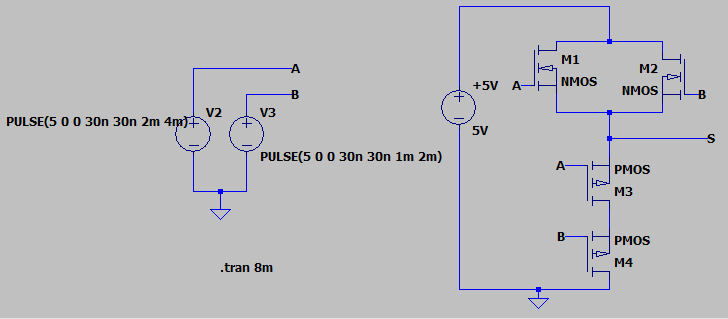 A
B
V2
V3
PULSE(5 0 0 30n 30n 2m 4m)
PULSE(5 0 0 30n 30n 1m 2m)
.tran 8m
+5V
5V
M1
NMOS
A
M2
NMOS
B
S
A
PMOS
M3
B
PMOS
M4